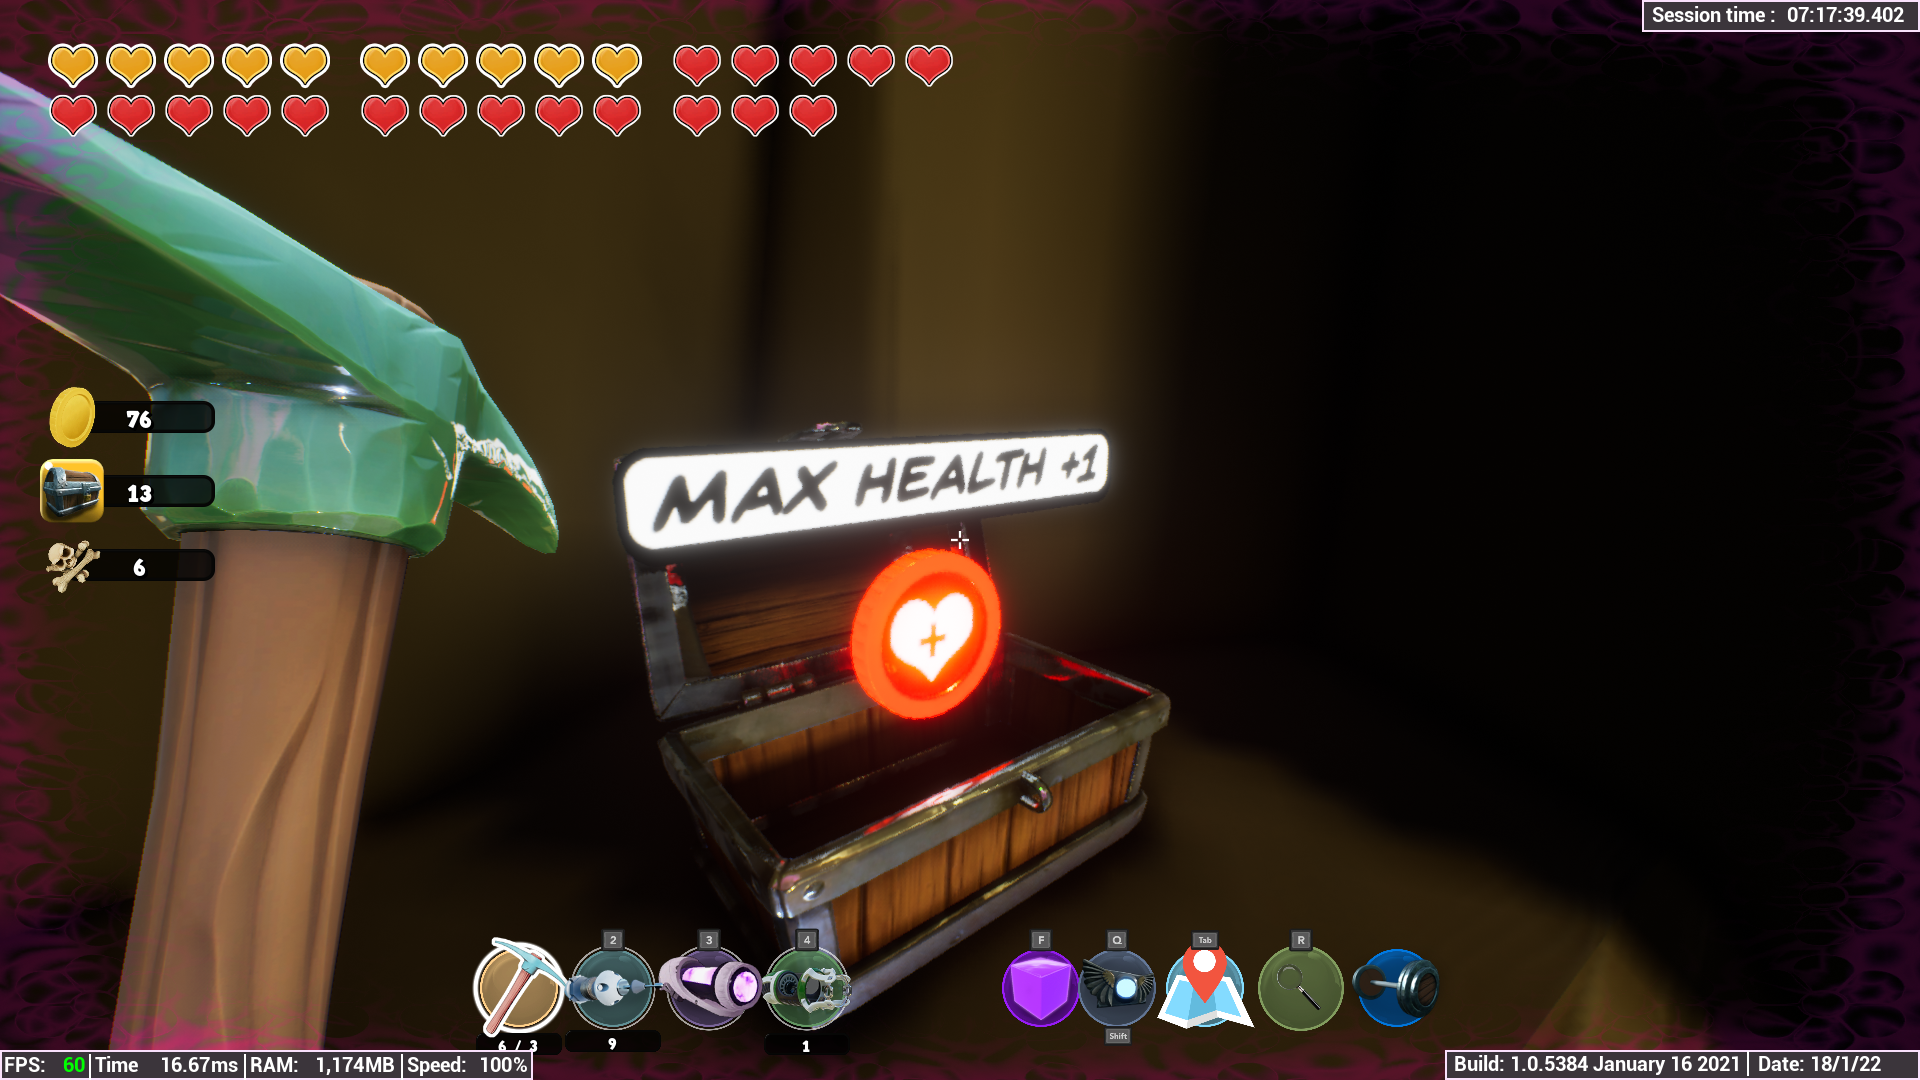 Session time : 07:17:39.402
76
13
6
MAX HEALTH +1
2
3
4
F
Q
Tab
R
Shift
6 / 3
9
1
FPS: 60 Time 16.67ms RAM: 1,174MB Speed: 100%
Build: 1.0.5384 January 16 2021 Date: 18/1/22